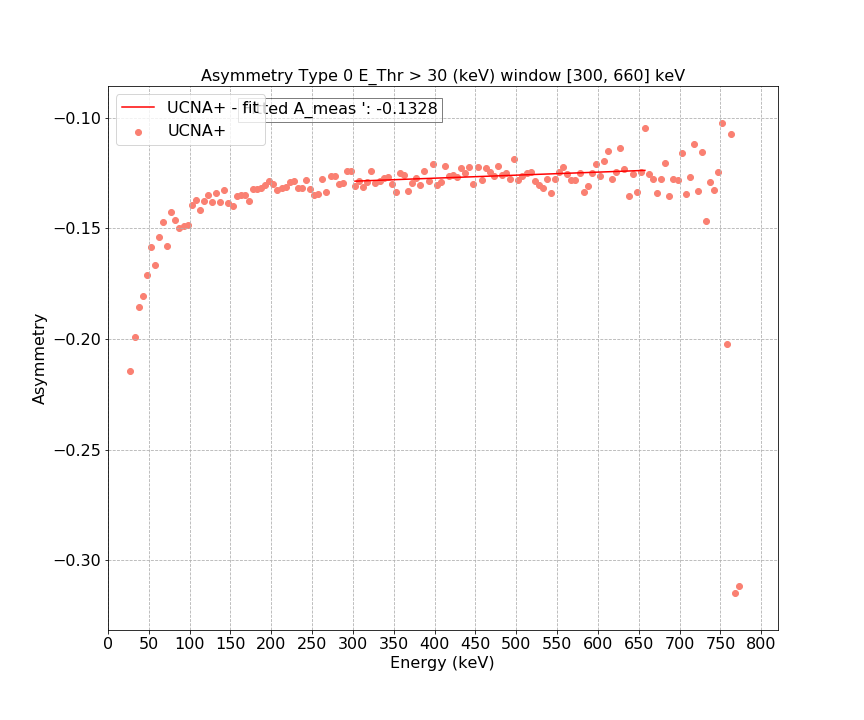 Asymmetry Type 0 E_Thr > 30 (keV) window [300, 660] keV
UCNA+ - fit
tted A_meas ': -0.1328
UCNA+
−0.10
−0.15
−0.20
−0.25
−0.30
Asymmetry
0 50 100 150 200 250 300 350 400 450 500 550 600 650 700 750 800
Energy (keV)